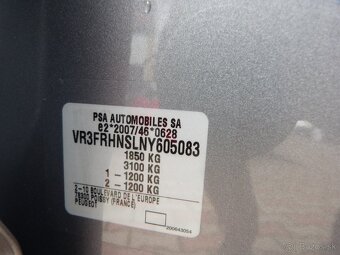 PSA AUTOMOBILES SA
e2*2007/46*0628
VR3FRHNSLNY605083
1850 KG
3100 KG
1 - 1200 KG
2 - 1200 KG
2-10 BOULEVARD DE L'EUROPE
78300 POISSY (FRANCE)
PEUGEOT